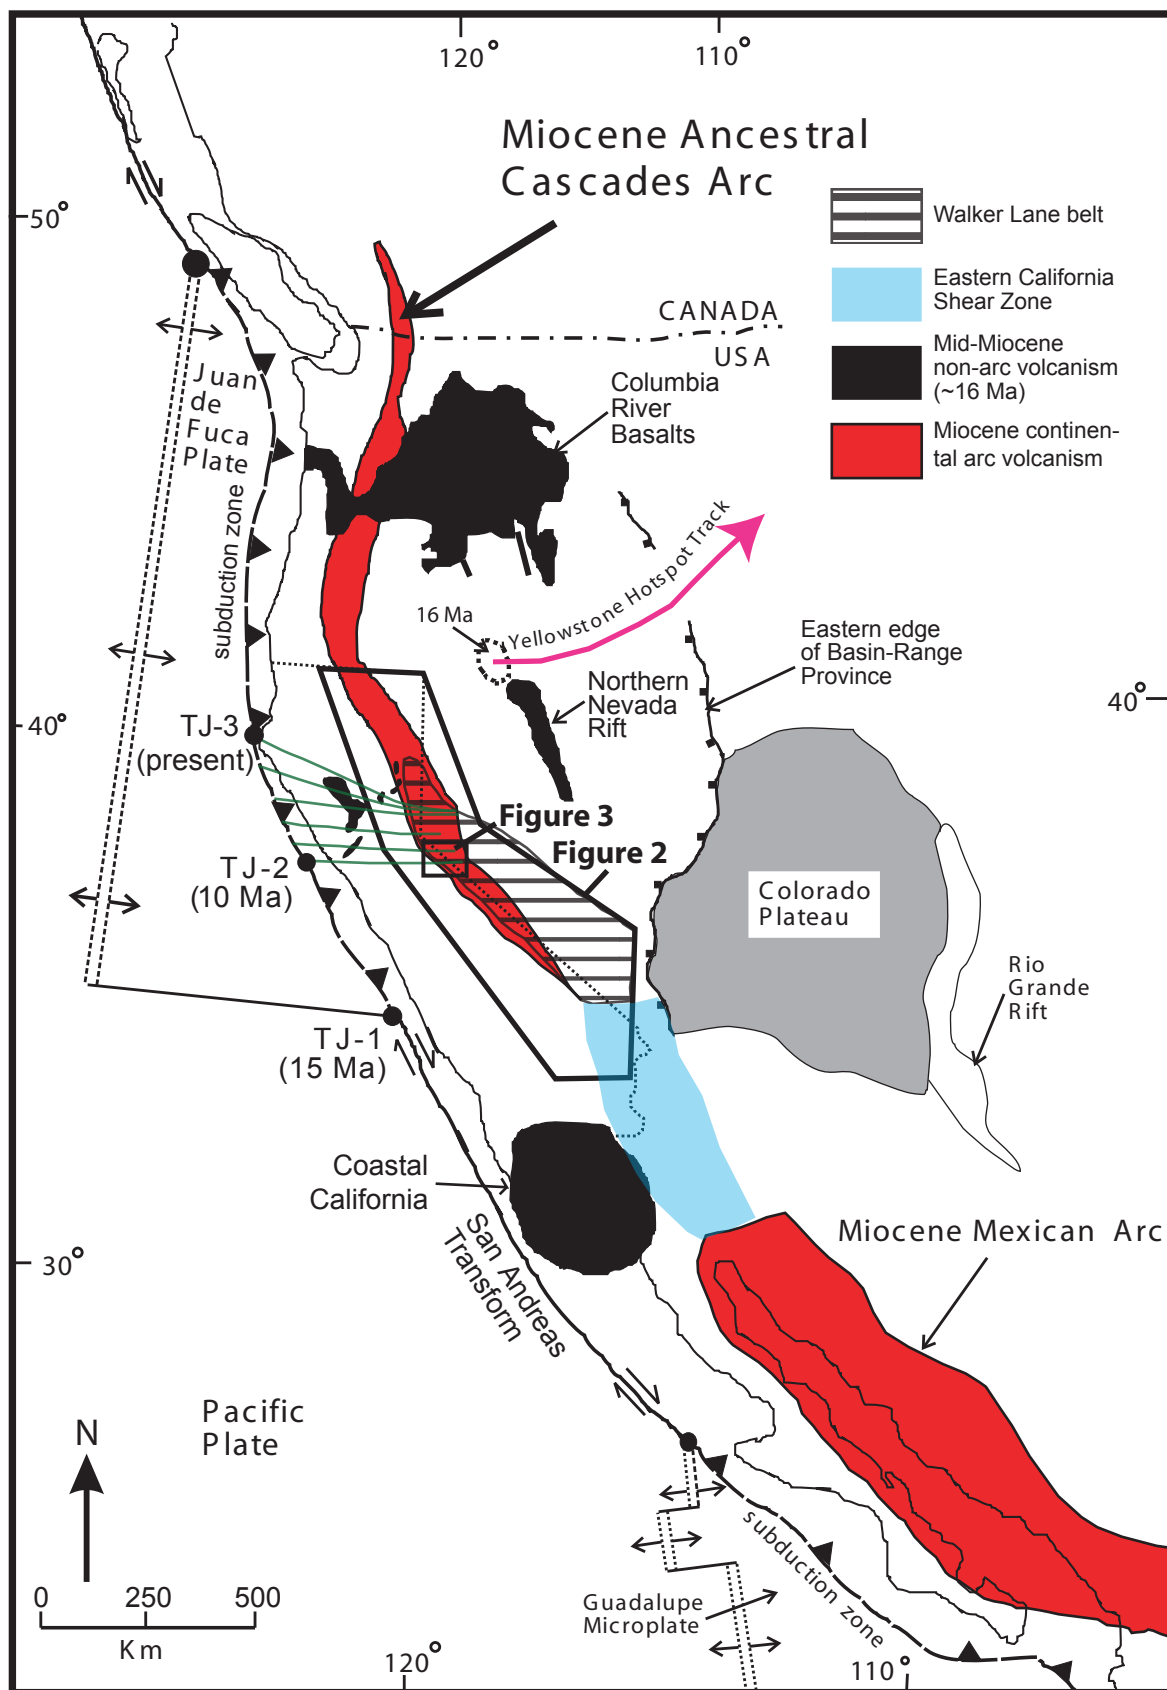 120°
110°
Miocene Ancestral
Cascades Arc
50°
Walker Lane belt
Eastern California
Shear Zone
Mid-Miocene
non-arc volcanism
(~16 Ma)
Miocene continen-
tal arc volcanism
CANADA
USA
Juan
de
Fuca
Plate
subduction zone
Columbia
River
Basalts
Yellowstone Hotspot Track
16 Ma
Eastern edge
of Basin-Range
Province
Northern
Nevada
Rift
40°
40°
TJ-3
(present)
Figure 3
Figure 2
TJ-2
(10 Ma)
Colorado
Plateau
Rio
Grande
Rift
TJ-1
(15 Ma)
Coastal
California
San Andreas
Transform
Miocene Mexican Arc
30°
Pacific
Plate
N
subduction zone
Guadalupe
Microplate
0 250 500
Km
120°
110°